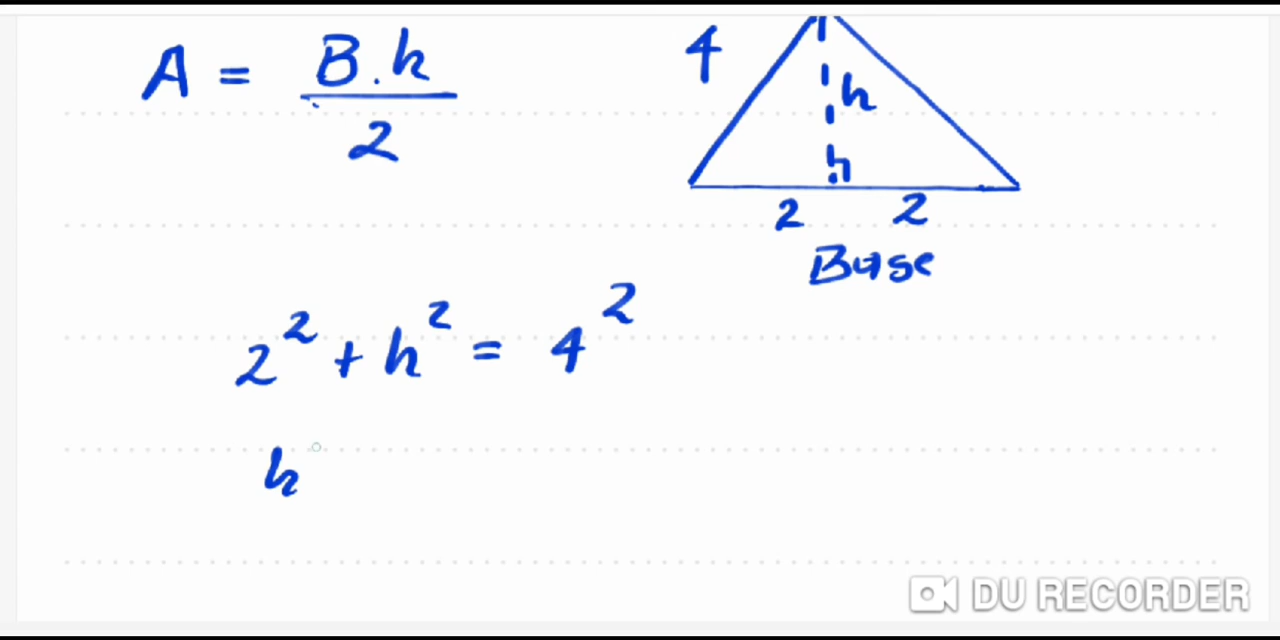 A = B.h
2
4
h
2 2
Base
2² + h² = 4²
h
DU RECORDER